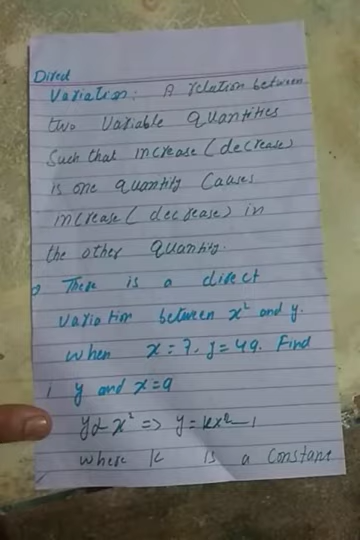 Direct
Variation: A relation between
two variable quantities
Such that increase (decrease)
is one quantity causes
increase (decrease) in
the other quantity.
There is a direct
variation between x² and y.
when x=7, y=49. Find
i y and x=9
y∝x² => y=kx²—1
where k is a constant